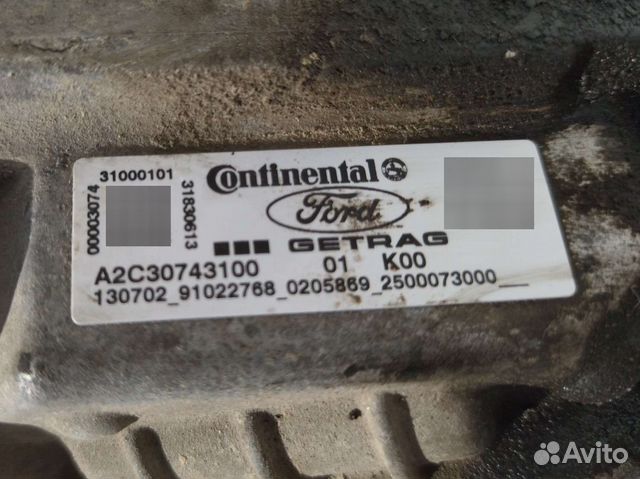 31000101
00003074
31830613
Continental
Ford
GETRAG
A2C30743100 01 K00
130702_91022768_0205869_2500073000___
Avito